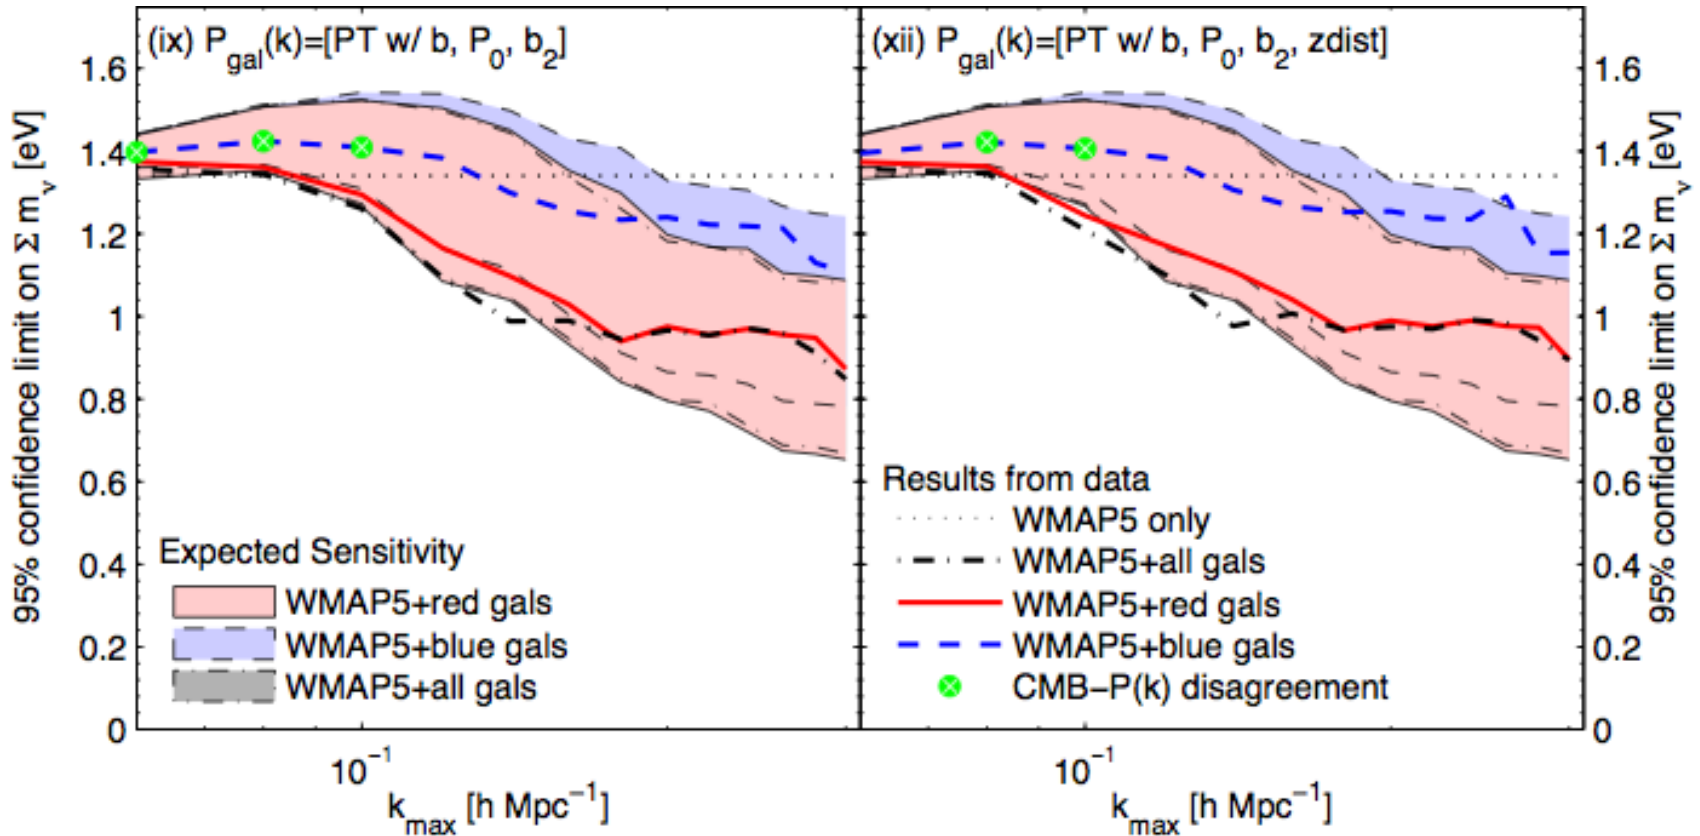 (ix) P_gal(k)=[PT w/ b, P_0, b_2]
(xii) P_gal(k)=[PT w/ b, P_0, b_2, zdist]
95% confidence limit on Σ m_ν [eV]
1.6
1.4
1.2
1
0.8
0.6
0.4
0.2
0
Expected Sensitivity
WMAP5+red gals
WMAP5+blue gals
WMAP5+all gals
10^−1
k_max [h Mpc^−1]
Results from data
WMAP5 only
WMAP5+all gals
WMAP5+red gals
WMAP5+blue gals
CMB−P(k) disagreement
10^−1
k_max [h Mpc^−1]
1.6
1.4
1.2
1
0.8
0.6
0.4
0.2
0
95% confidence limit on Σ m_ν [eV]